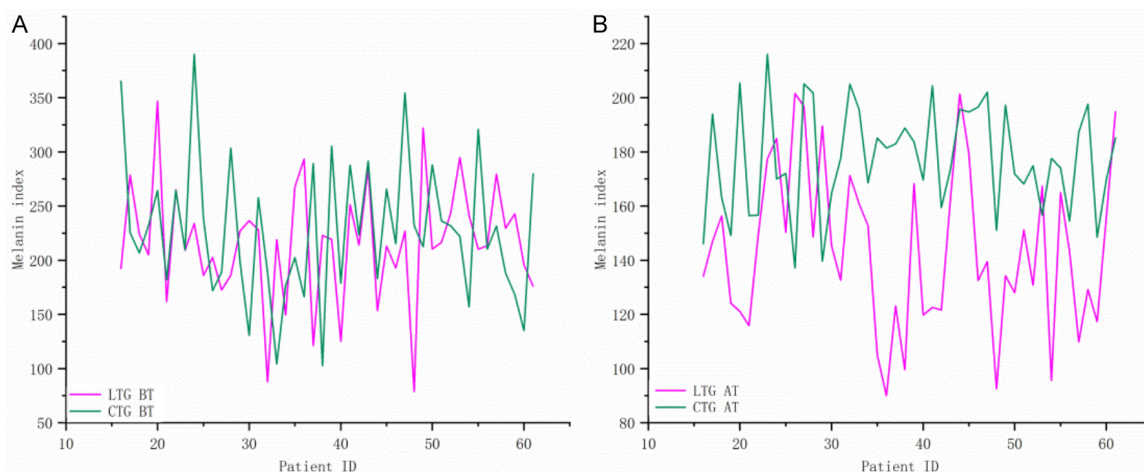 A
400
350
300
250
200
150
100
50
Melanin index
LTG BT
CTG BT
10
20
30
40
50
60
Patient ID
B
220
200
180
160
140
120
100
80
Melanin index
LTG AT
CTG AT
10
20
30
40
50
60
Patient ID